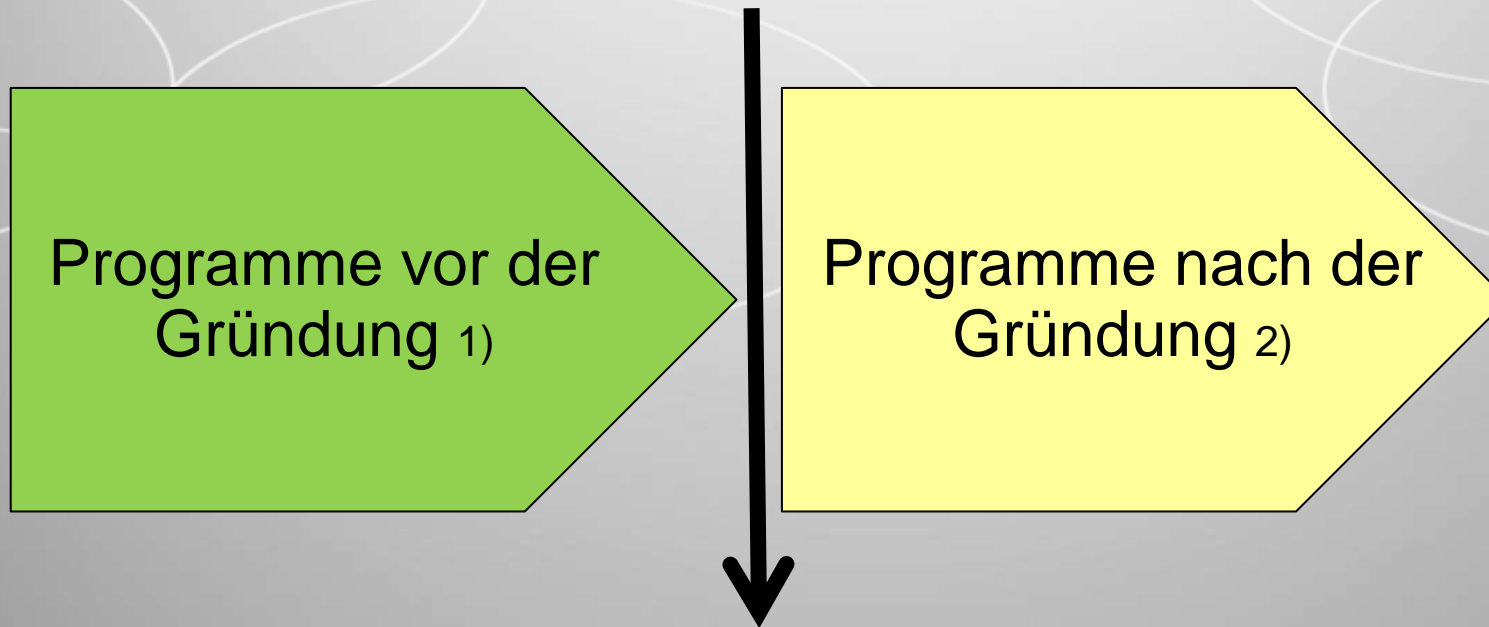 Programme vor der
Gründung 1)
Programme nach der
Gründung 2)